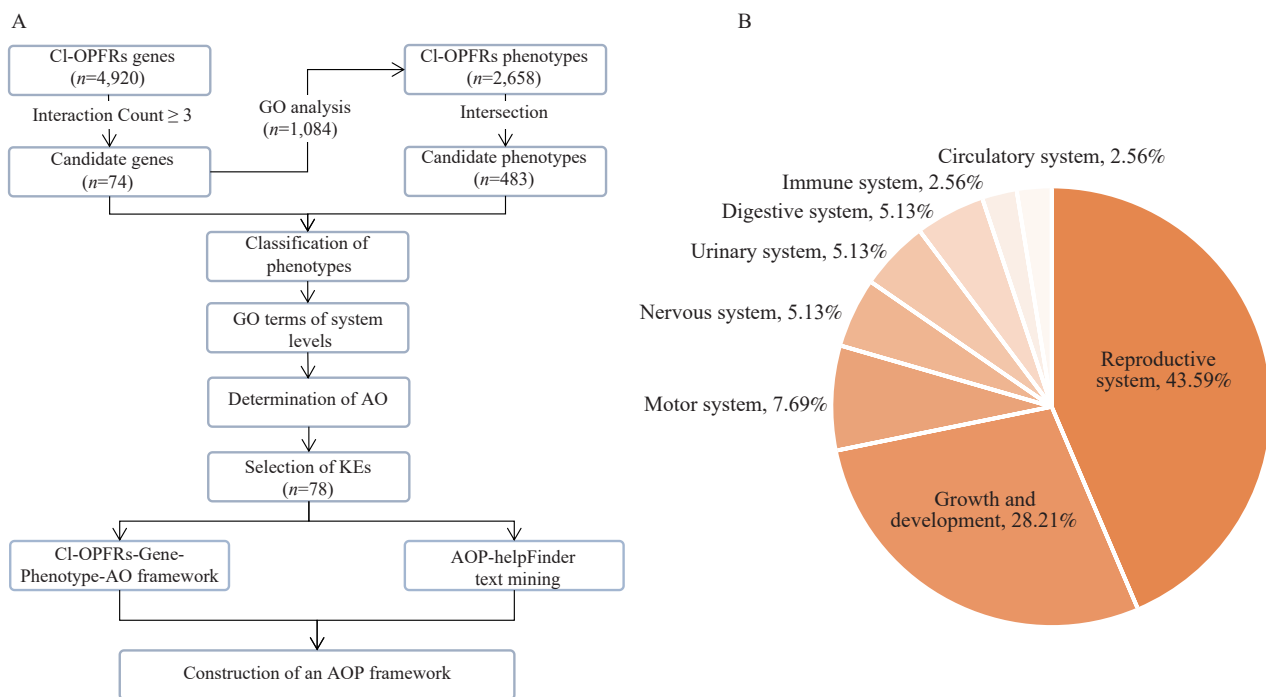 A
Cl-OPFRs genes
(n=4,920)
Interaction Count ≥ 3
Candidate genes
(n=74)
GO analysis
(n=1,084)
Cl-OPFRs phenotypes
(n=2,658)
Intersection
Candidate phenotypes
(n=483)
Classification of
phenotypes
GO terms of system
levels
Determination of AO
Selection of KEs
(n=78)
Cl-OPFRs-Gene-
Phenotype-AO framework
AOP-helpFinder
text mining
Construction of an AOP framework
B
Circulatory system, 2.56%
Immune system, 2.56%
Digestive system, 5.13%
Urinary system, 5.13%
Nervous system, 5.13%
Motor system, 7.69%
Reproductive
system, 43.59%
Growth and
development, 28.21%